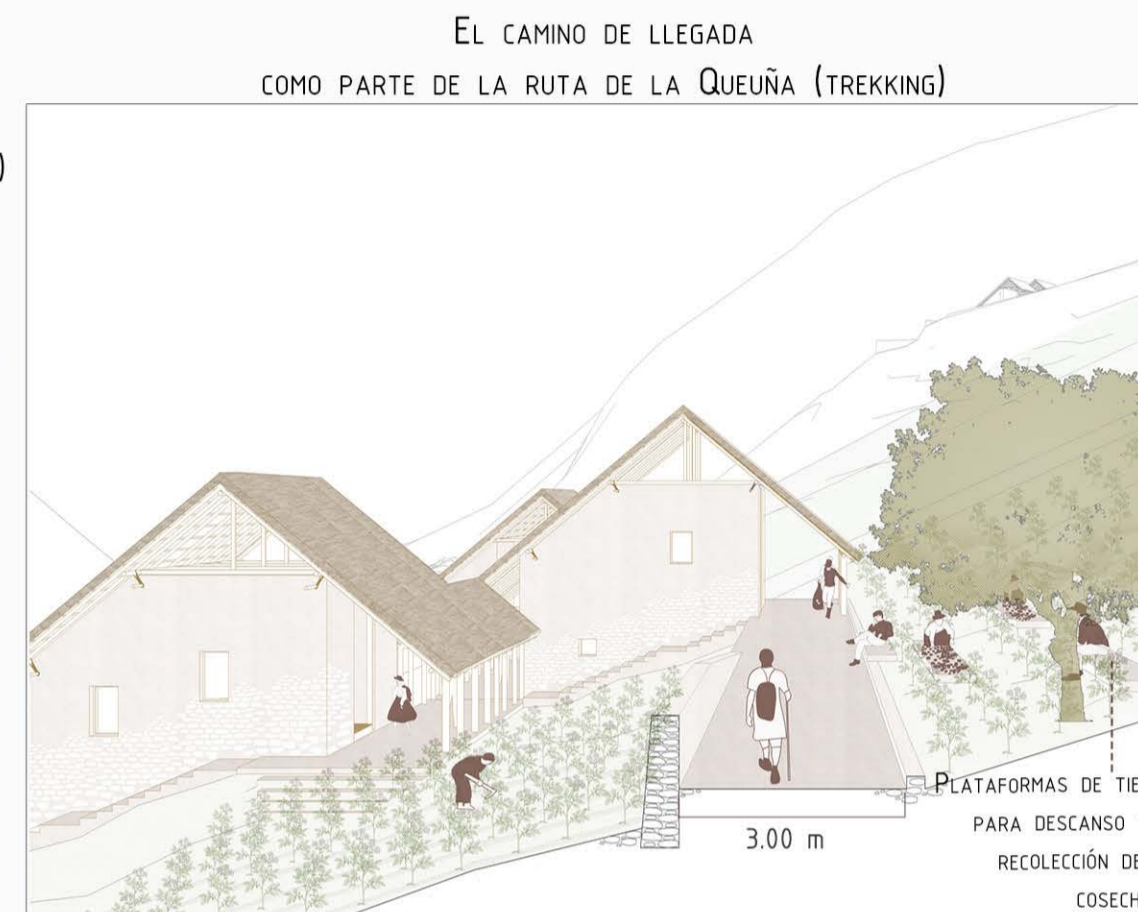 El camino de llegada
como parte de la ruta de la Queuña (trekking)
)
3.00 m
Plataformas de tie
para descanso
recolección de
cosech